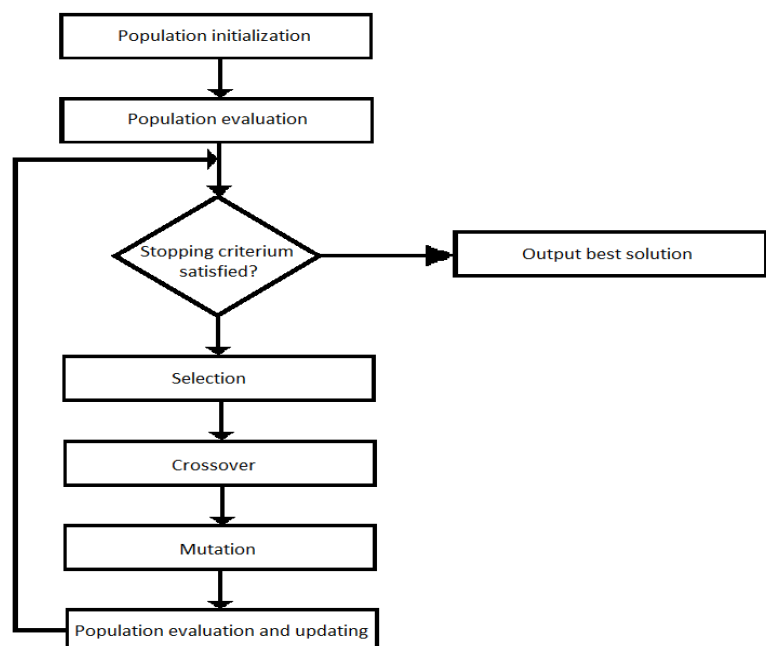 Population initialization
Population evaluation
Stopping criterium
satisfied?
Output best solution
Selection
Crossover
Mutation
Population evaluation and updating